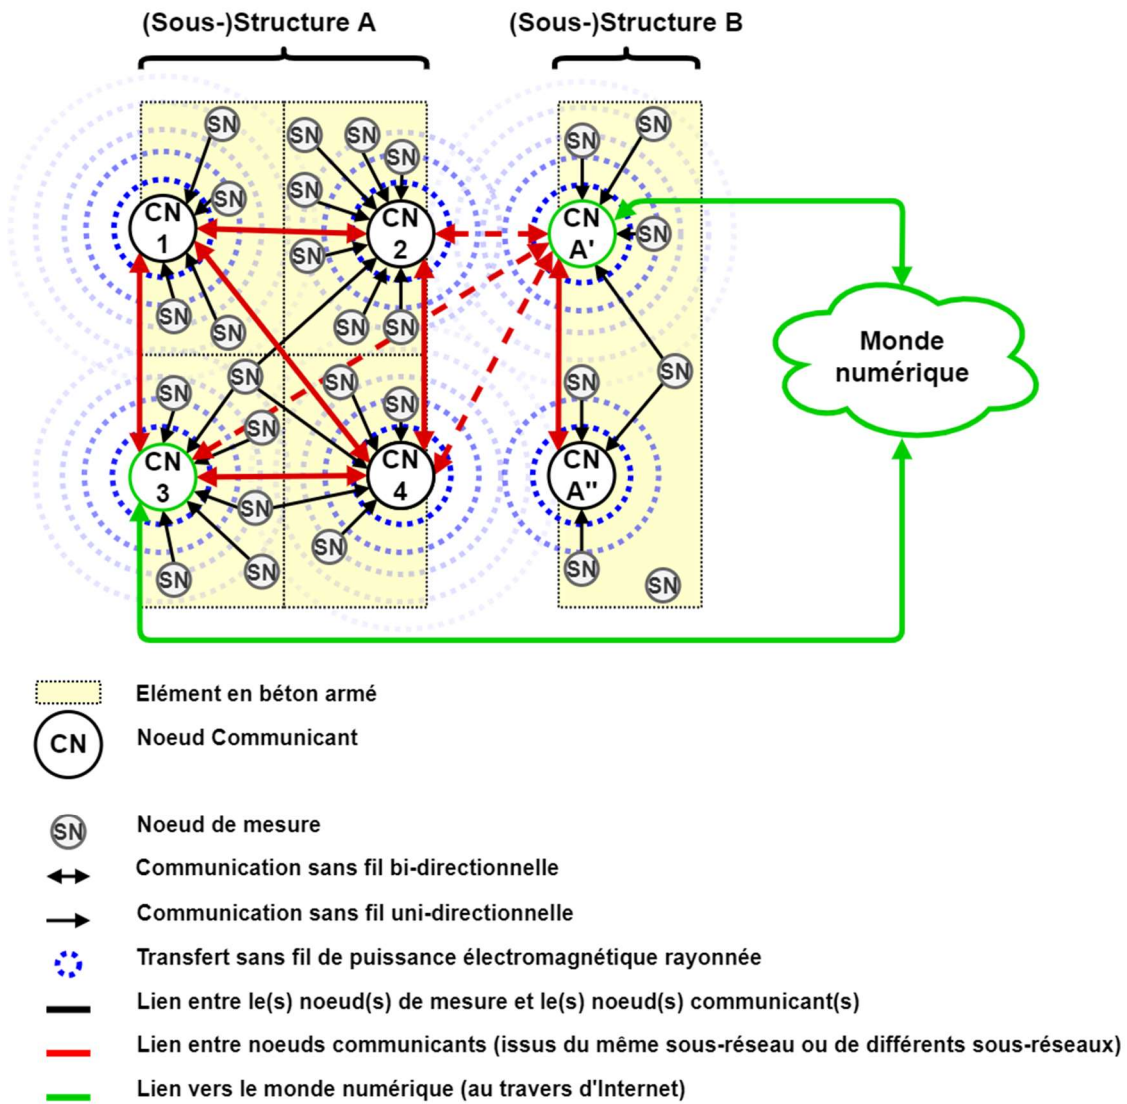 (Sous-)Structure A
(Sous-)Structure B
SN
SN
SN
SN
SN
SN
SN
SN
CN
1
SN
CN
2
SN
CN
A'
SN
SN
SN
SN
SN
Monde
numérique
SN
SN
SN
SN
SN
SN
SN
SN
CN
3
CN
4
CN
A"
SN
SN
SN
SN
SN
SN
Elément en béton armé
CN
Noeud Communicant
SN
Noeud de mesure
Communication sans fil bi-directionnelle
Communication sans fil uni-directionnelle
Transfert sans fil de puissance électromagnétique rayonnée
Lien entre le(s) noeud(s) de mesure et le(s) noeud(s) communicant(s)
Lien entre noeuds communicants (issus du même sous-réseau ou de différents sous-réseaux)
Lien vers le monde numérique (au travers d'Internet)